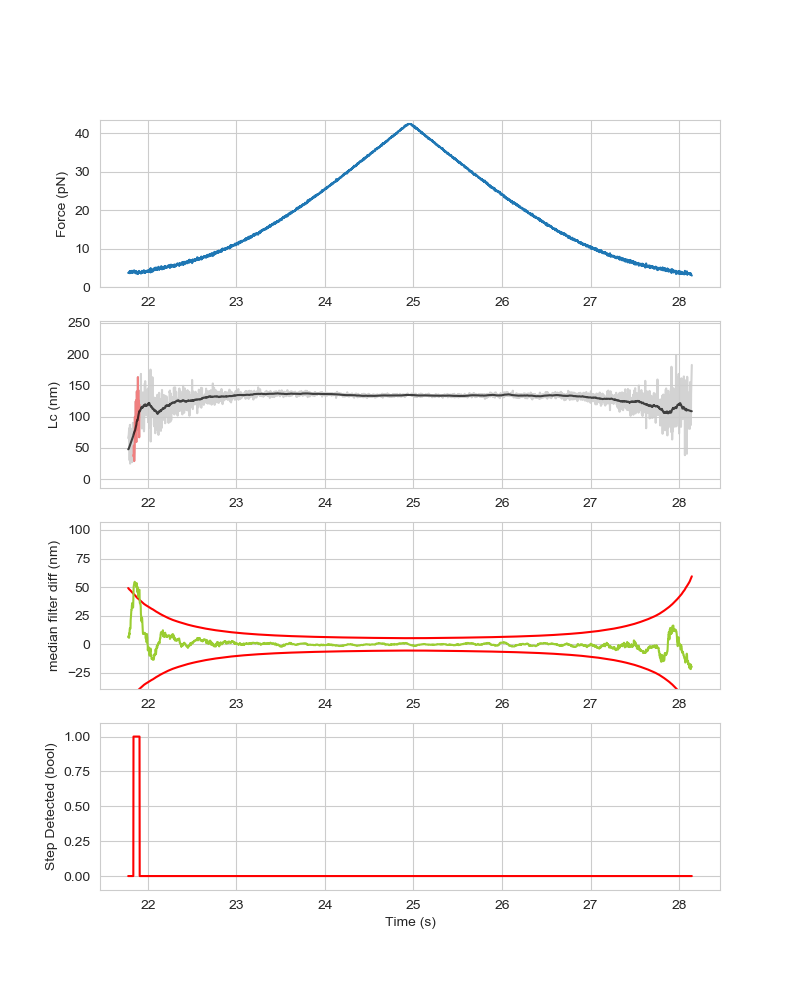 Force (pN)
40
30
20
10
0
22 23 24 25 26 27 28
Lc (nm)
250
200
150
100
50
0
22 23 24 25 26 27 28
median filter diff (nm)
100
75
50
25
0
−25
22 23 24 25 26 27 28
Step Detected (bool)
1.00
0.75
0.50
0.25
0.00
22 23 24 25 26 27 28
Time (s)